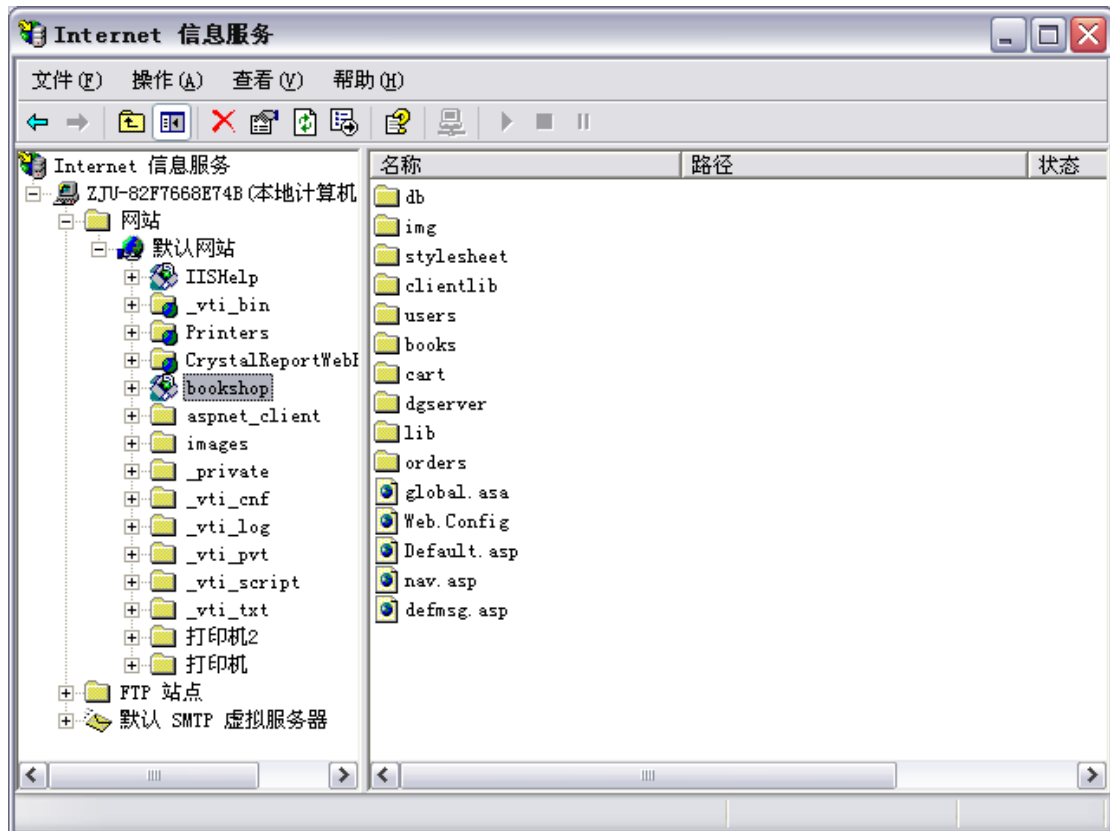 Internet 信息服务
文件(F) 操作(A) 查看(V) 帮助(H)
Internet 信息服务
ZJU-82F7668E74B(本地计算机
网站
默认网站
IISHelp
_vti_bin
Printers
CrystalReportWebF
bookshop
aspnet_client
images
_private
_vti_cnf
_vti_log
_vti_pvt
_vti_script
_vti_txt
打印机2
打印机
FTP 站点
默认 SMTP 虚拟服务器
名称 路径 状态
db
img
stylesheet
clientlib
users
books
cart
dgserver
lib
orders
global.asa
Web.Config
Default.asp
nav.asp
defmsg.asp